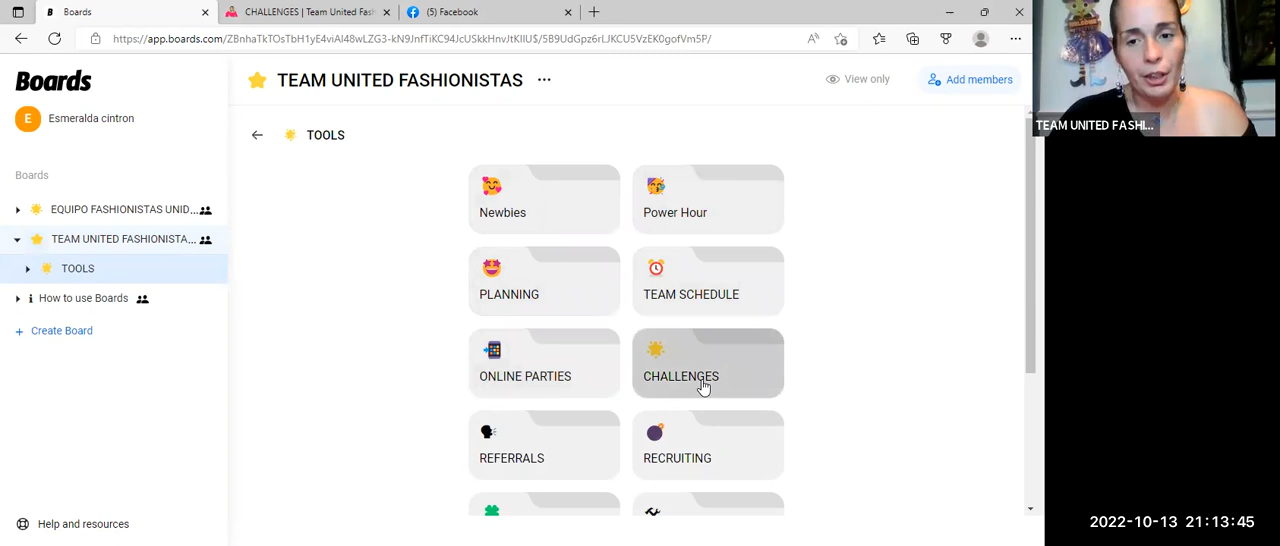 Boards
CHALLENGES | Team United Fash
(5) Facebook
https://app.boards.com/ZBnhaTkTOsTbH1yE4viAl48wLZG3-kN9JnfTiKC94JcUSkkHnvJtKIIU$/5B9UdGpz6rLJKCU5VzEK0gofVm5P/
Boards
TEAM UNITED FASHIONISTAS
View only
Add members
E
Esmeralda cintron
TEAM UNITED FASHI...
TOOLS
Boards
Newbies
Power Hour
EQUIPO FASHIONISTAS UNID...
TEAM UNITED FASHIONISTA...
TOOLS
PLANNING
TEAM SCHEDULE
How to use Boards
+ Create Board
ONLINE PARTIES
CHALLENGES
REFERRALS
RECRUITING
Help and resources
2022-10-13 21:13:45